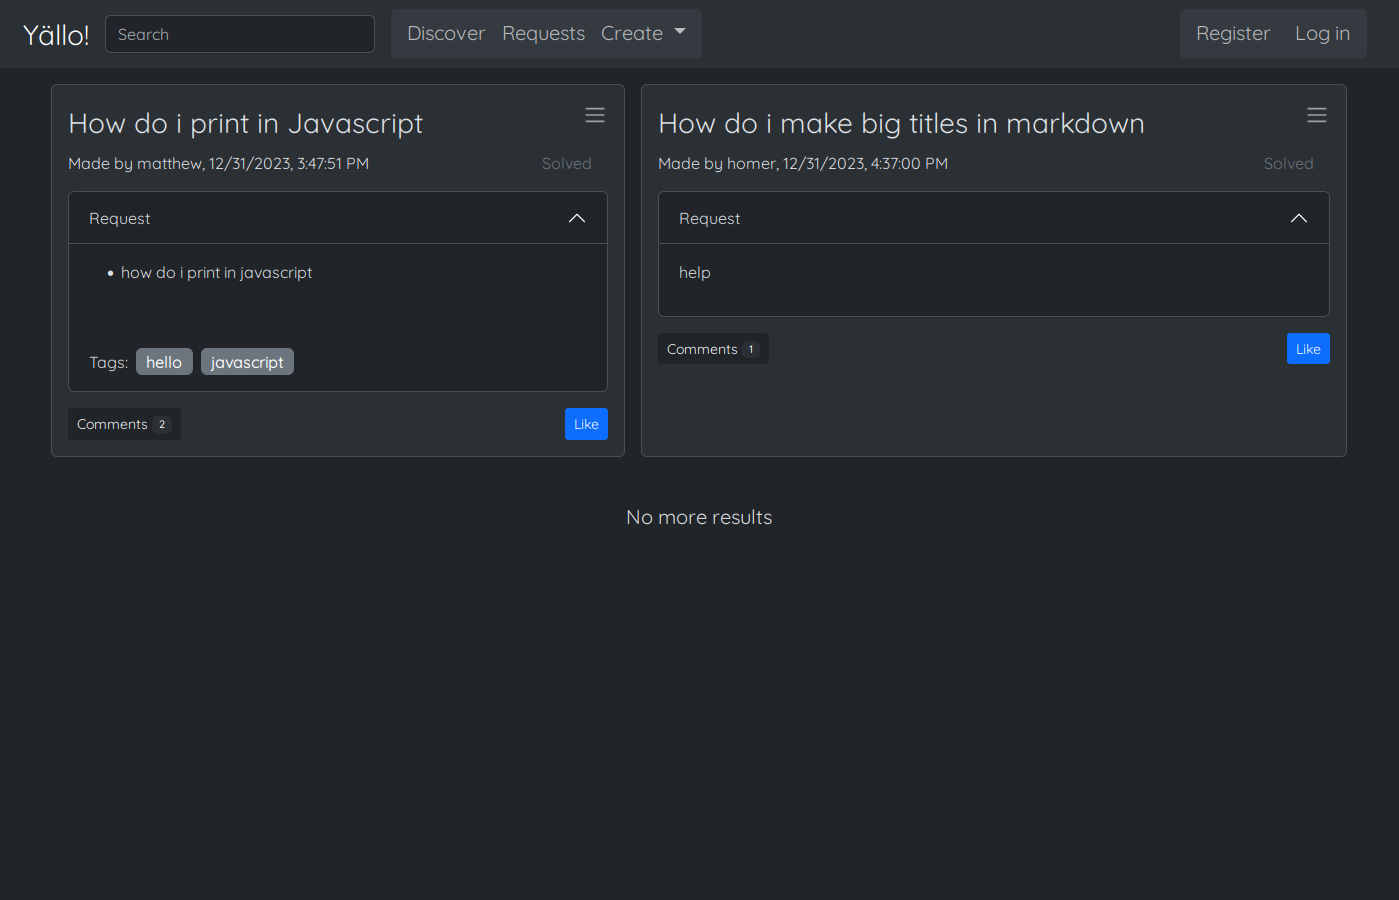 Yällo!
Search
Discover Requests Create
Register Log in
How do i print in Javascript
Made by matthew, 12/31/2023, 3:47:51 PM
Solved
Request
• how do i print in javascript
Tags: hello javascript
Comments 2
Like
How do i make big titles in markdown
Made by homer, 12/31/2023, 4:37:00 PM
Solved
Request
help
Comments 1
Like
No more results